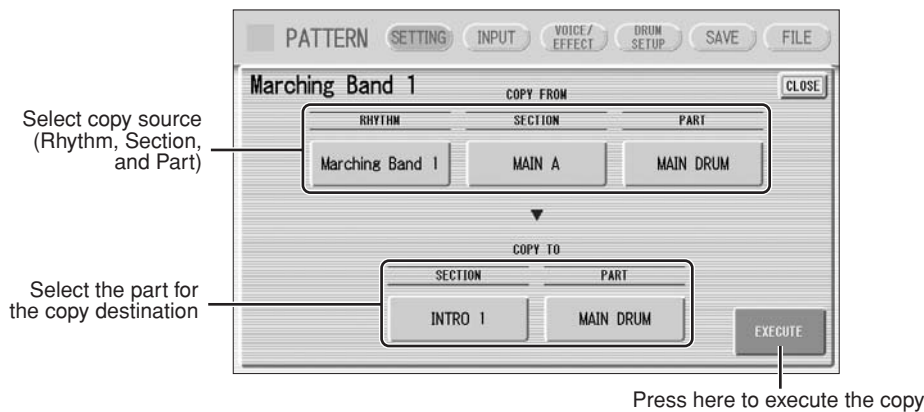 PATTERN SETTING INPUT VOICE/ EFFECT DRUM SETUP SAVE FILE
Marching Band 1
CLOSE
COPY FROM
RHYTHM SECTION PART
Marching Band 1 MAIN A MAIN DRUM
Select copy source
(Rhythm, Section,
and Part)
▼
COPY TO
SECTION PART
INTRO 1 MAIN DRUM
Select the part for
the copy destination
EXECUTE
Press here to execute the copy